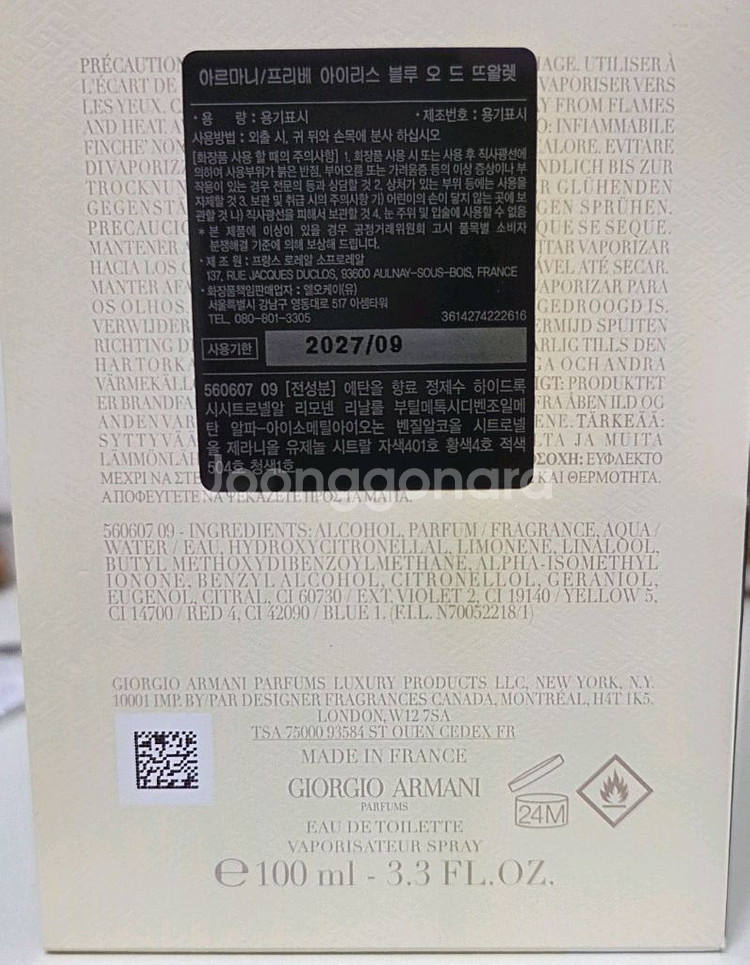 PRÉCAUTION AGE. UTILISER À
L'ÉCART DE VAPORISER VERS
LES YEUX. C Y FROM FLAMES
AND HEAT. A O: INFIAMMABILE
FINCHE' NON ALORE. EVITARE
DI VAPORIZ NDLICH BIS ZUR
TROCKNUN R GLÜHENDEN
GEGENSTÄ GEN SPRÜHEN.
PRECAUCIÓ QUE SE SEQUE.
MANTENER A TAR VAPORIZAR
HACIA LOS VEL ATÉ SECAR.
MANTER AFA VAPORIZAR PARA
OS OLHOS. GEDROOGD IS.
VERWIJDER ERMIJD SPUITEN
RICHTING D ARLIG TILLS DEN
HAR TORKA GA OCH ANDRA
VÄRMEKÄLL IGT: PRODUKTET
ER BRANDFA FRA ÅBEN ILD OG
ANDEN VAR ENE. TÄRKEÄÄ:
SYTTYVÄÄ LTA JA MUITA
LÄMMÖNLÄH ΣΟΧΗ: ΕΥΦΛΕΚΤΟ
ΜΕΧΡΙ ΝΑ ΣΤΕ ΚΑΙ ΘΕΡΜΟΤΗΤΑ.
ΑΠΟΦΕΥΓΕΤΕ ΝΑ ΨΕΚΑΖΕΤΕ ΠΡΟΣ ΤΑ ΜΑΤΙΑ.
아르마니/프리베 아이리스 블루 오 드 뜨왈렛
· 용 량 : 용기표시 · 제조번호 : 용기표시
사용방법 : 외출 시, 귀 뒤와 손목에 분사 하십시오
[화장품 사용 할 때의 주의사항] 1. 화장품 사용 시 또는 사용 후 직사광선에
의하여 사용부위가 붉은 반점, 부어오름 또는 가려움증 등의 이상 증상이나 부
작용이 있는 경우 전문의 등과 상담할 것 2. 상처가 있는 부위 등에는 사용을
자제할 것 3. 보관 및 취급 시의 주의사항 가) 어린이의 손이 닿지 않는 곳에 보
관할 것 나) 직사광선을 피해서 보관할 것 4. 눈 주위 및 입술에 사용할 수 없음
* 본 제품에 이상이 있을 경우 공정거래위원회 고시 품목별 소비자
분쟁해결 기준에 의해 보상해 드립니다.
· 제 조 원 : 프랑스 로레알 소프로레알
137, RUE JACQUES DUCLOS, 93600 AULNAY-SOUS-BOIS, FRANCE
· 화장품책임판매업자 : 엘오케이(유)
서울특별시 강남구 영동대로 517 아셈타워
TEL. 080-801-3305 3614274222616
사용기한 2027/09
560607 09 [전성분] 에탄올 향료 정제수 하이드록
시시트로넬알 리모넨 리날룰 부틸메톡시디벤조일메
탄 알파-아이소메틸아이오논 벤질알코올 시트로넬
올 제라니올 유제놀 시트랄 자색401호 황색4호 적색
504호 청색1호
Joonggonara
560607 09 - INGREDIENTS: ALCOHOL, PARFUM / FRAGRANCE, AQUA /
WATER / EAU, HYDROXYCITRONELLAL, LIMONENE, LINALOOL,
BUTYL METHOXYDIBENZOYLMETHANE, ALPHA-ISOMETHYL
IONONE, BENZYL ALCOHOL, CITRONELLOL, GERANIOL,
EUGENOL, CITRAL, CI 60730 / EXT. VIOLET 2, CI 19140 / YELLOW 5,
CI 14700 / RED 4, CI 42090 / BLUE 1. (F.I.L. N70052218/1)
GIORGIO ARMANI PARFUMS LUXURY PRODUCTS LLC, NEW YORK, N.Y.
10001 IMP. BY/PAR DESIGNER FRAGRANCES CANADA, MONTRÉAL, H4T 1K5.
LONDON, W12 7SA
TSA 75000 93584 ST OUEN CEDEX FR
MADE IN FRANCE
GIORGIO ARMANI
PARFUMS
EAU DE TOILETTE
VAPORISATEUR SPRAY
24M
℮ 100 ml - 3.3 FL.OZ.